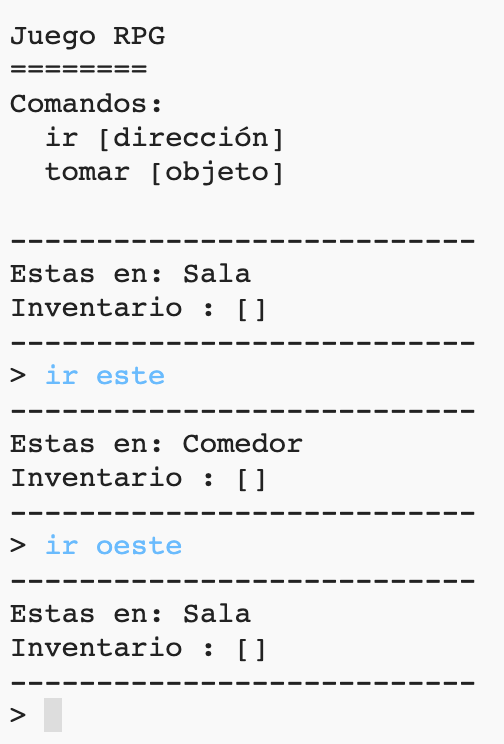 Juego RPG
========
Comandos:
  ir [dirección]
  tomar [objeto]

---------------------------
Estas en: Sala
Inventario : []
---------------------------
> ir este
---------------------------
Estas en: Comedor
Inventario : []
---------------------------
> ir oeste
---------------------------
Estas en: Sala
Inventario : []
---------------------------
>